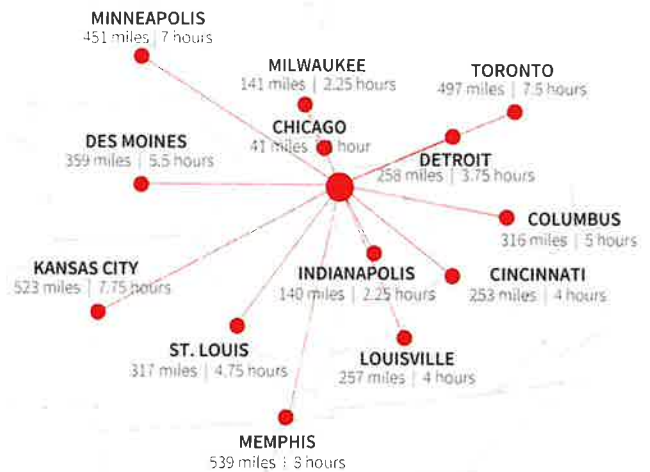 MINNEAPOLIS
451 miles | 7 hours
MILWAUKEE
141 miles | 2.25 hours
TORONTO
497 miles | 7.5 hours
CHICAGO
41 miles hour
DES MOINES
359 miles | 5.5 hours
DETROIT
258 miles | 3.75 hours
COLUMBUS
316 miles | 5 hours
KANSAS CITY
523 miles | 7.75 hours
INDIANAPOLIS
140 miles | 2.25 hours
CINCINNATI
253 miles | 4 hours
ST. LOUIS
317 miles | 4.75 hours
LOUISVILLE
257 miles | 4 hours
MEMPHIS
539 miles | 8 hours